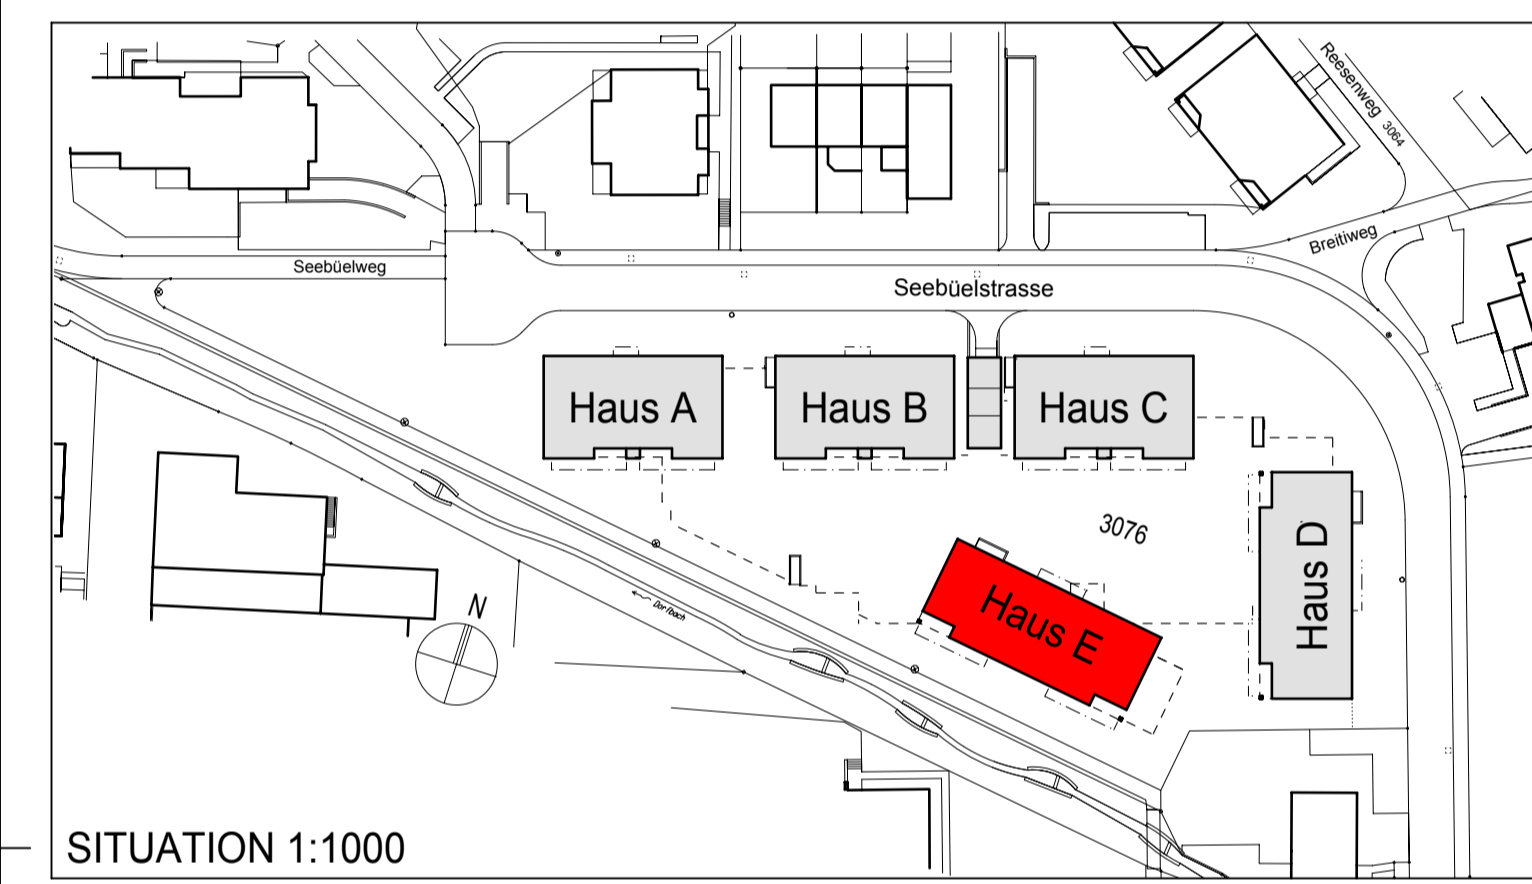 Reesenweg 3064
Breitiweg
Seebüelweg
Seebüelstrasse
Haus A
Haus B
Haus C
3076
Haus D
Haus E
N
Dorfbach
SITUATION 1:1000